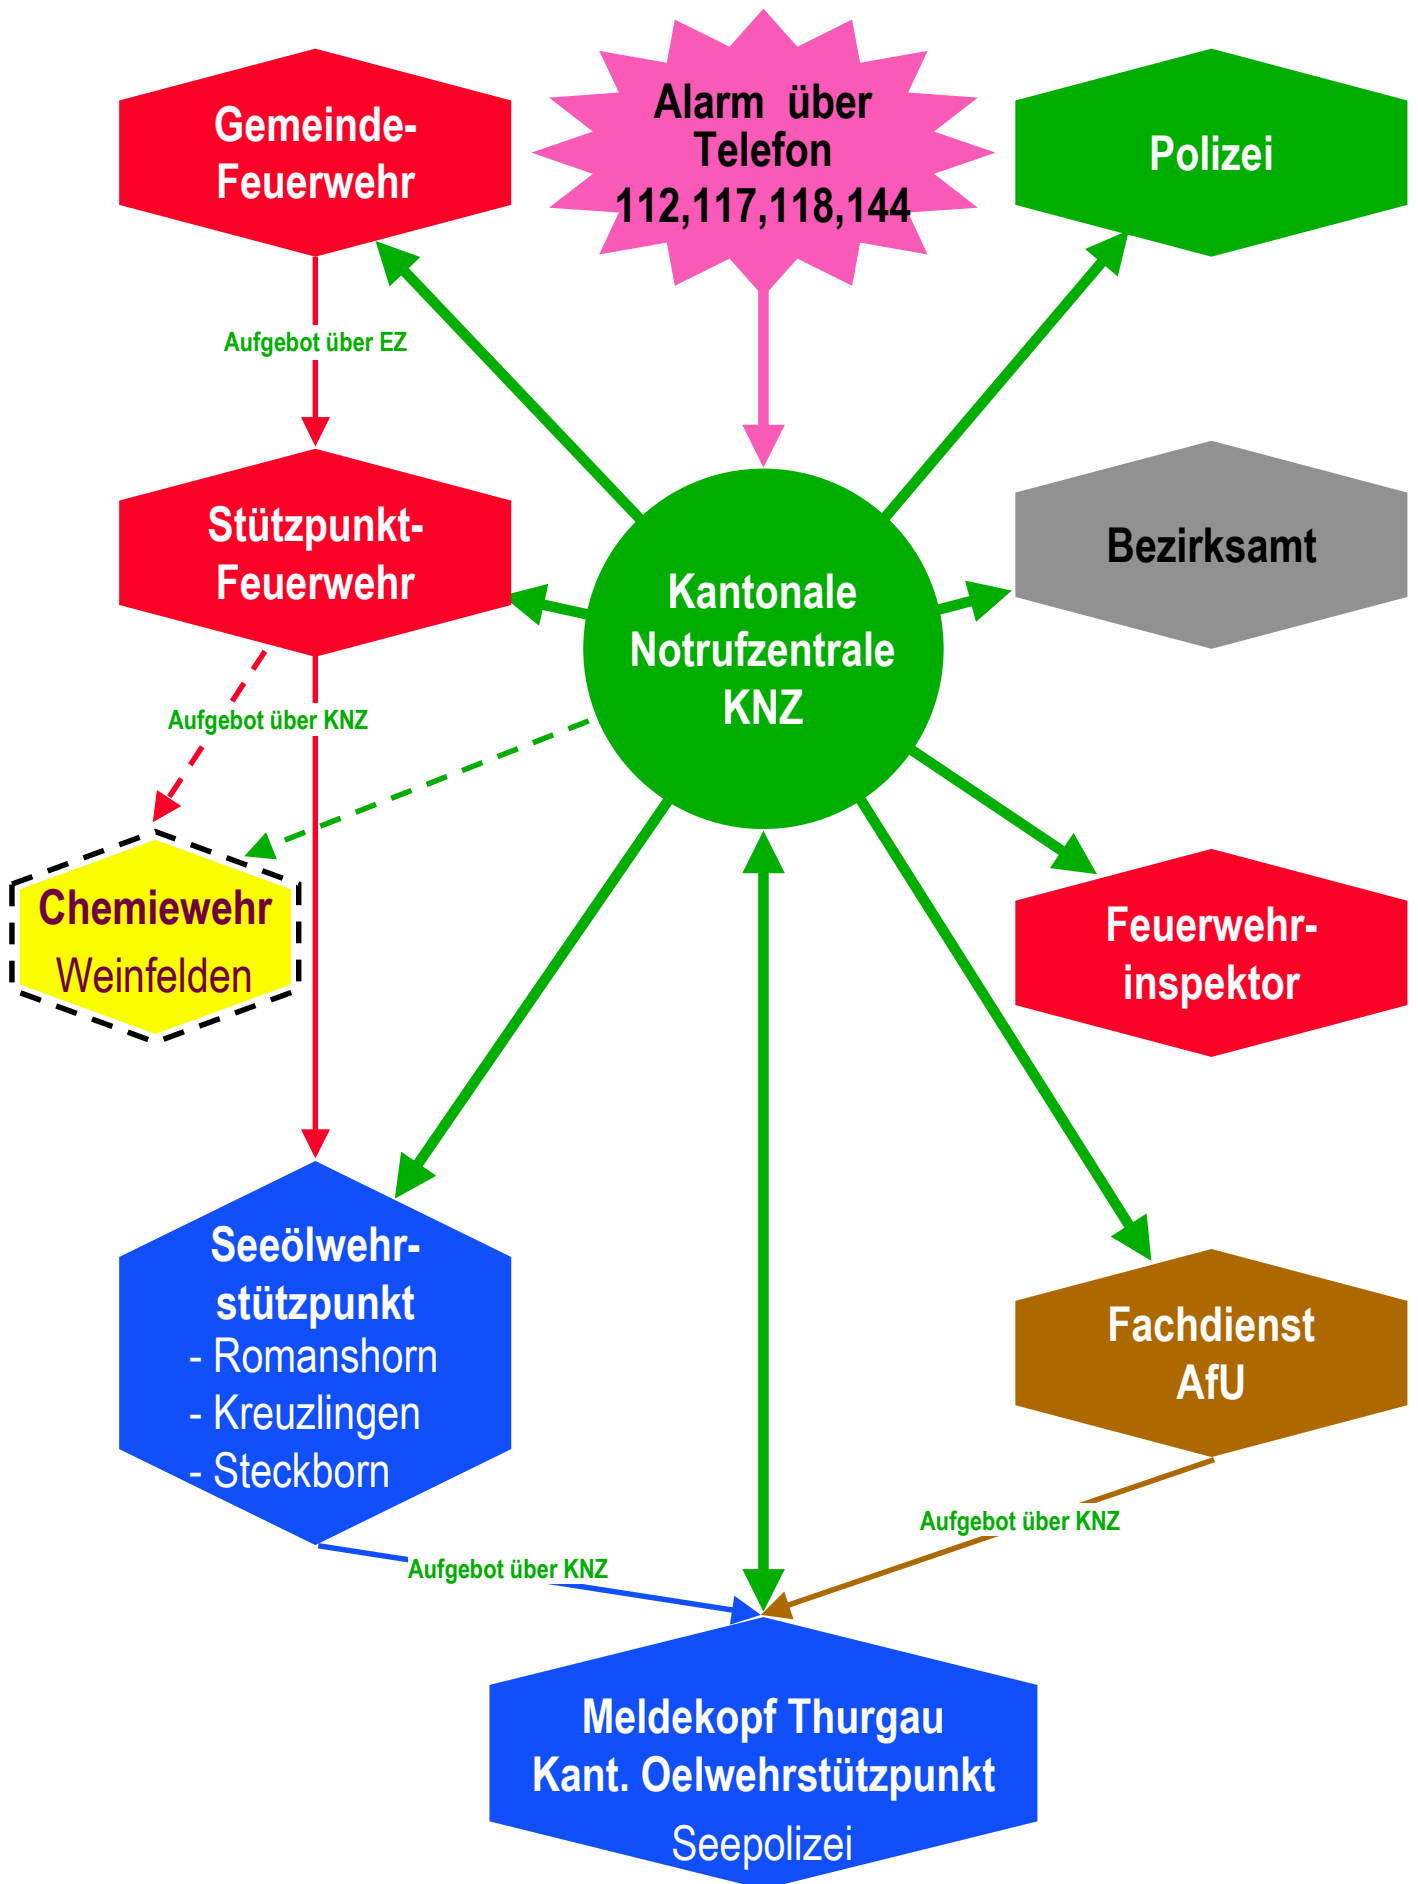 Gemeinde-
Feuerwehr
Alarm  über
Telefon
112,117,118,144
Polizei
Aufgebot über EZ
Stützpunkt-
Feuerwehr
Bezirksamt
Kantonale
Notrufzentrale
KNZ
Aufgebot über KNZ
Chemiewehr
Weinfelden
Feuerwehr-
inspektor
Seeölwehr-
stützpunkt
- Romanshorn
- Kreuzlingen
- Steckborn
Fachdienst
AfU
Aufgebot über KNZ
Aufgebot über KNZ
Meldekopf Thurgau
Kant. Oelwehrstützpunkt
Seepolizei